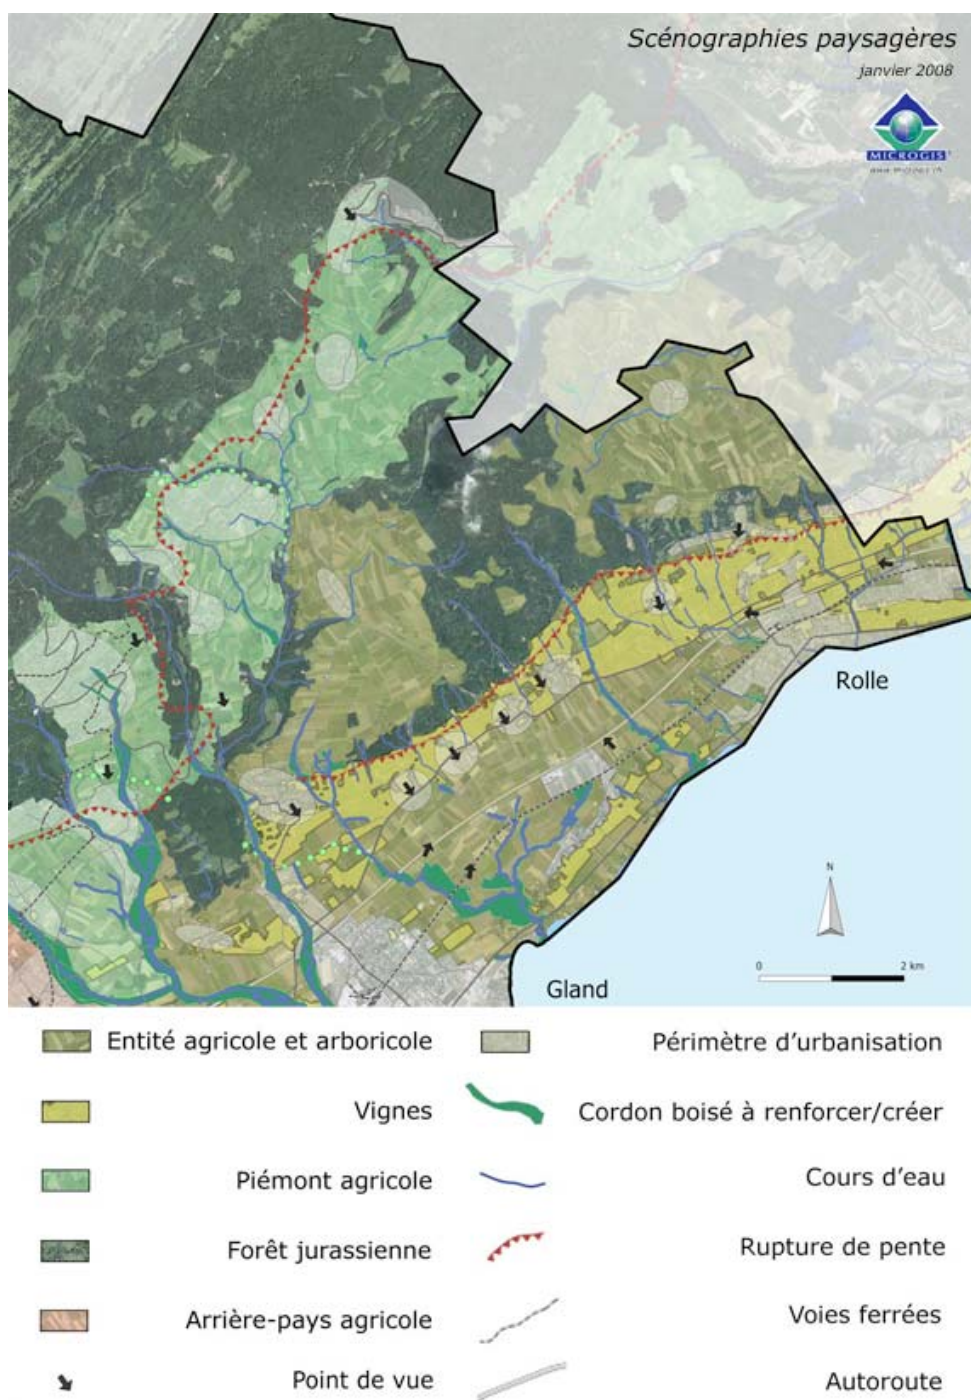 Scénographies paysagères
janvier 2008
MICROGIS
Rolle
N
0 2 km
Gland
Entité agricole et arboricole
Périmètre d'urbanisation
Vignes
Cordon boisé à renforcer/créer
Piémont agricole
Cours d'eau
Forêt jurassienne
Rupture de pente
Arrière-pays agricole
Voies ferrées
Point de vue
Autoroute